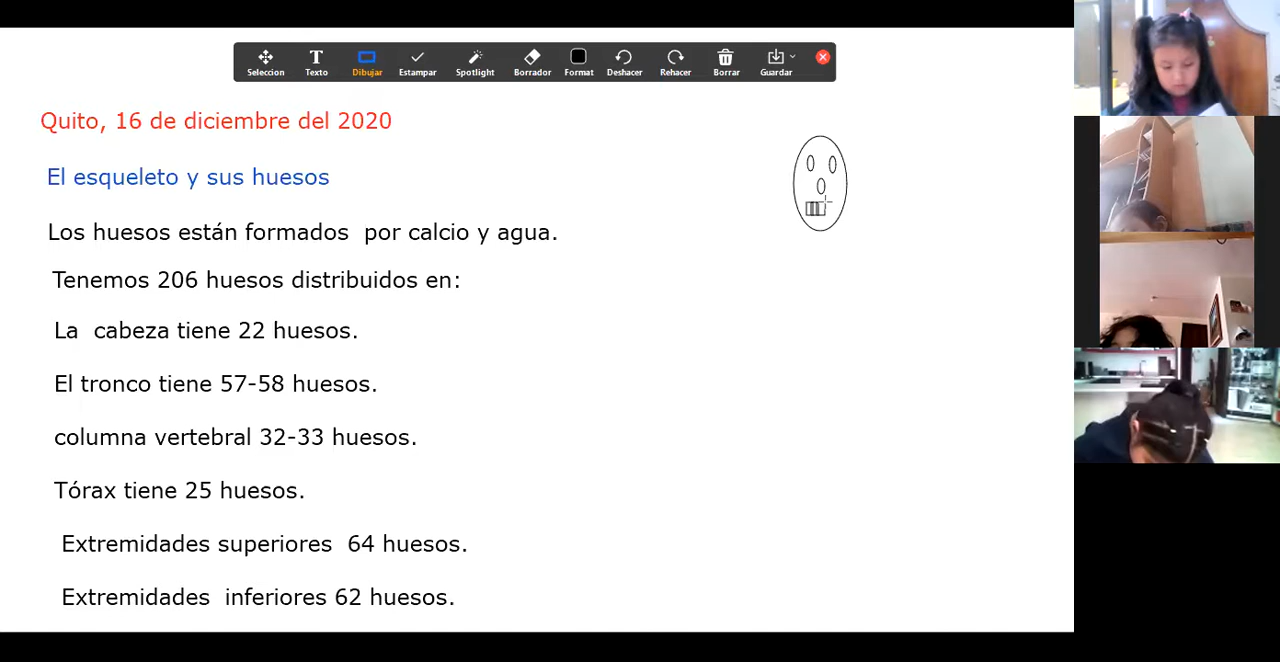 Seleccion Texto Dibujar Estampar Spotlight Borrador Format Deshacer Rehacer Borrar Guardar
Quito, 16 de diciembre del 2020
El esqueleto y sus huesos
Los huesos están formados  por calcio y agua.
Tenemos 206 huesos distribuidos en:
La  cabeza tiene 22 huesos.
El tronco tiene 57-58 huesos.
columna vertebral 32-33 huesos.
Tórax tiene 25 huesos.
Extremidades superiores  64 huesos.
Extremidades  inferiores 62 huesos.